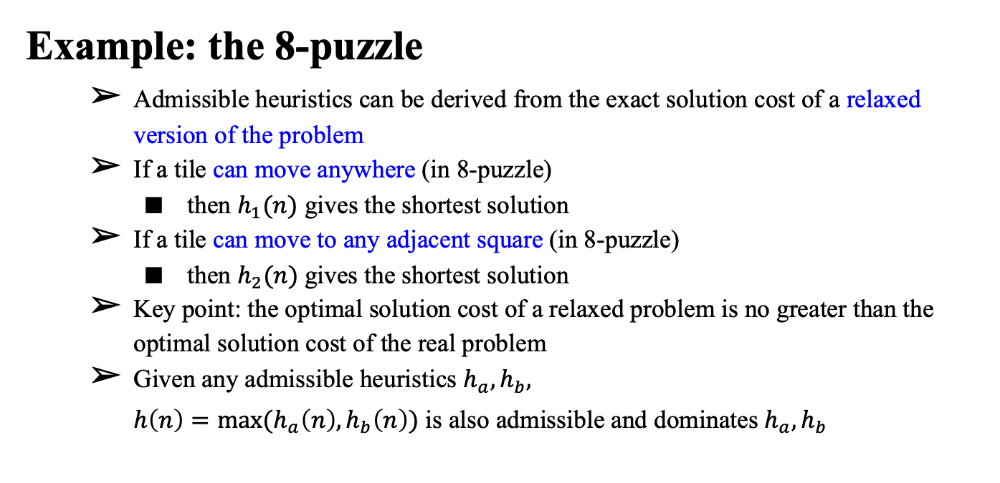 Example: the 8-puzzle
➢ Admissible heuristics can be derived from the exact solution cost of a relaxed
version of the problem
➢ If a tile can move anywhere (in 8-puzzle)
■ then ℎ₁(𝑛) gives the shortest solution
➢ If a tile can move to any adjacent square (in 8-puzzle)
■ then ℎ₂(𝑛) gives the shortest solution
➢ Key point: the optimal solution cost of a relaxed problem is no greater than the
optimal solution cost of the real problem
➢ Given any admissible heuristics ℎ_𝑎, ℎ_𝑏,
ℎ(𝑛) = max(ℎ_𝑎(𝑛), ℎ_𝑏(𝑛)) is also admissible and dominates ℎ_𝑎, ℎ_𝑏